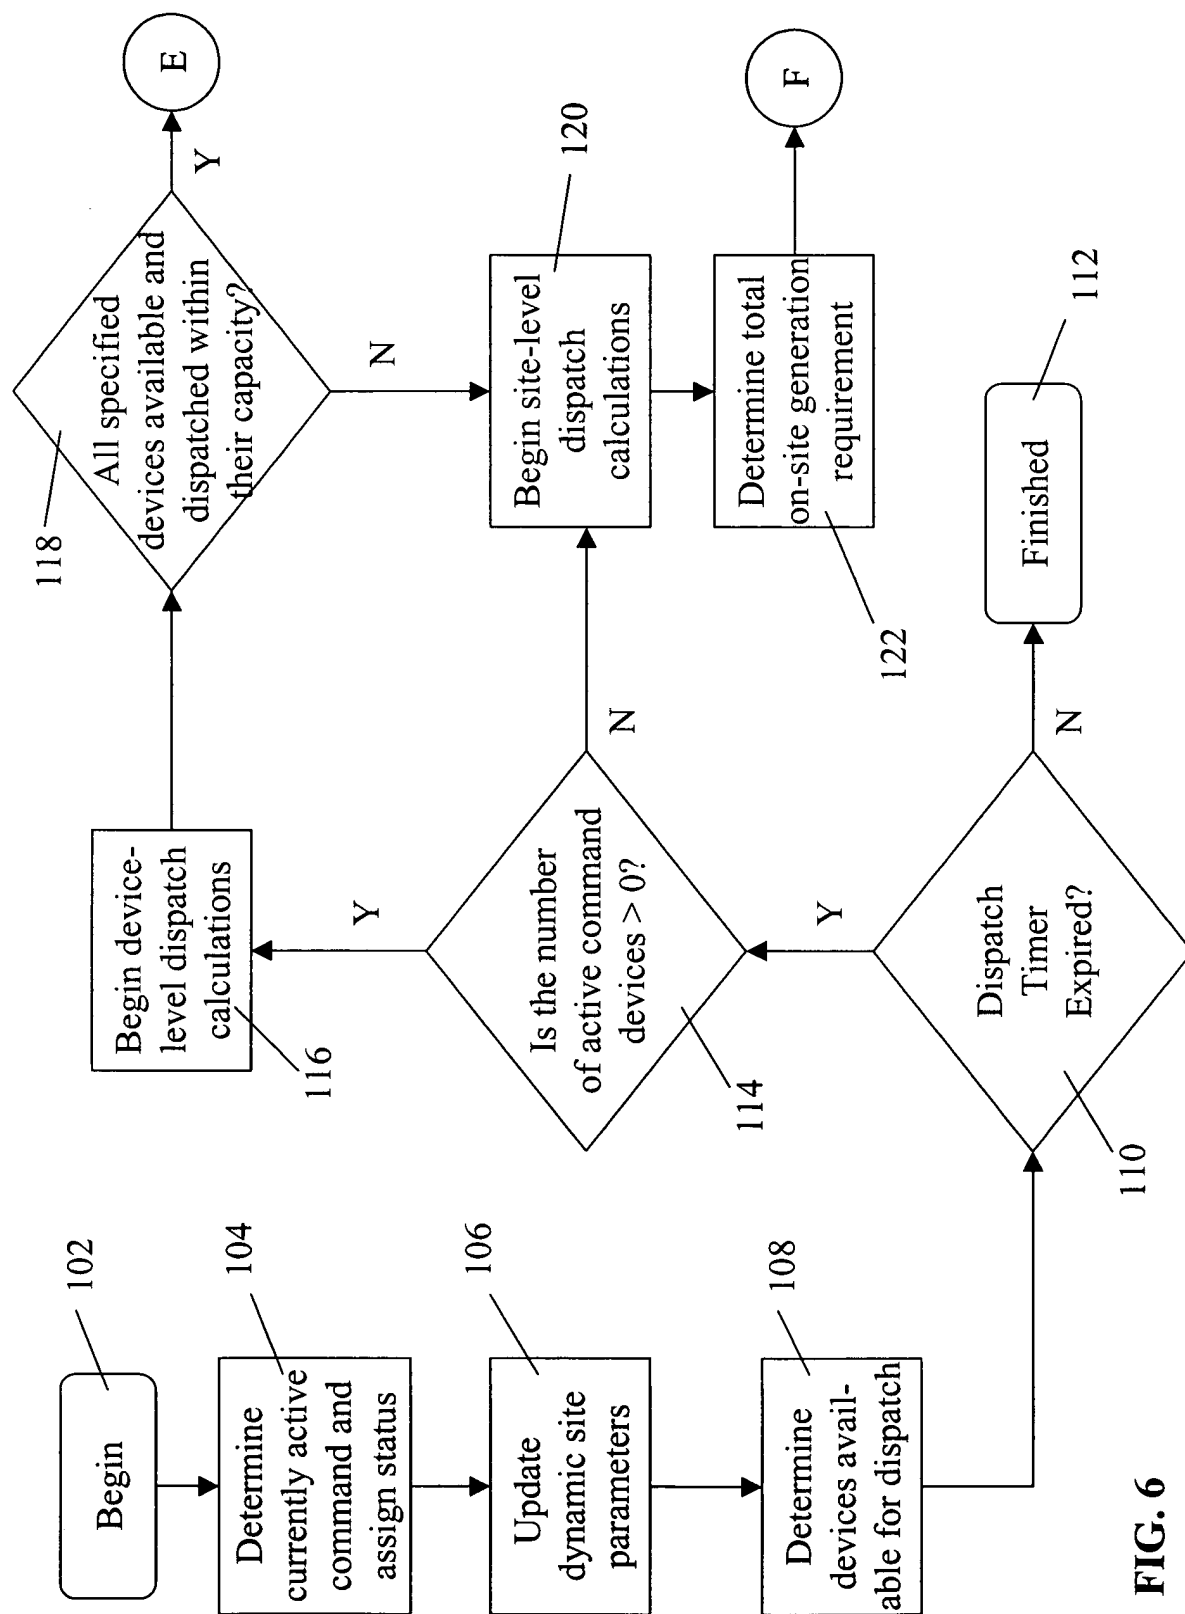 102
Begin
104
Determine
currently active
command and
assign status
106
Update
dynamic site
parameters
108
Determine
devices avail-
able for dispatch
110
Dispatch
Timer
Expired?
N
Finished
112
Y
114
Is the number
of active command
devices > 0?
Y
N
116
Begin device-
level dispatch
calculations
118
All specified
devices available and
dispatched within
their capacity?
Y
E
N
120
Begin site-level
dispatch
calculations
122
Determine total
on-site generation
requirement
F
FIG. 6